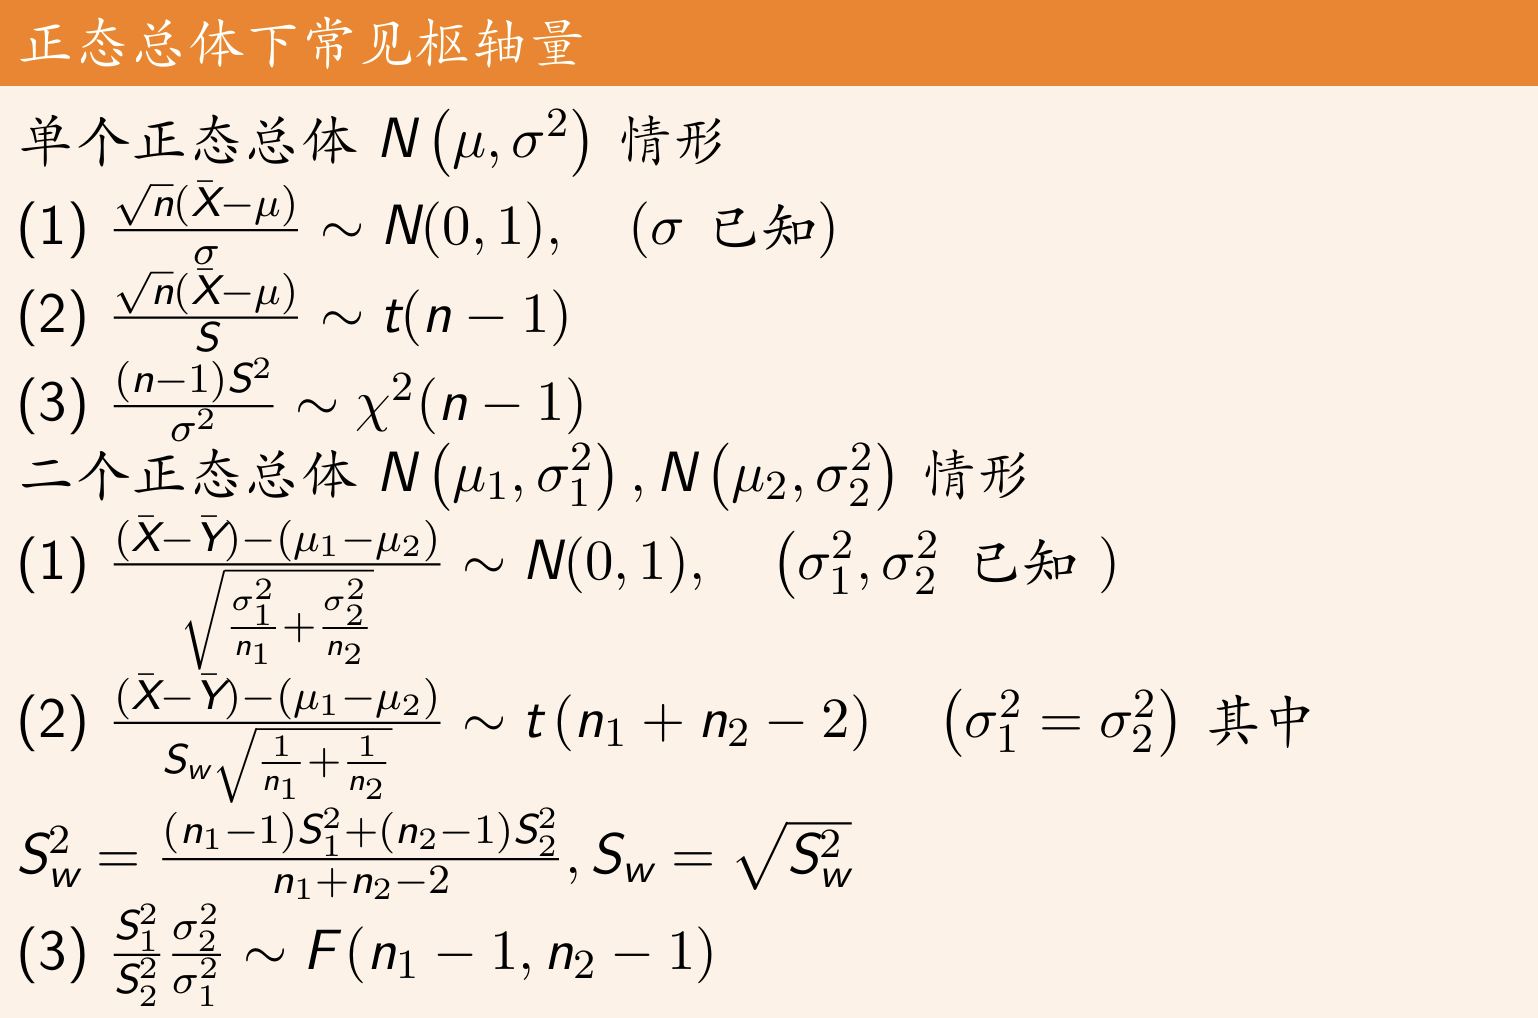 正态总体下常见枢轴量
单个正态总体 $N\left(\mu, \sigma^2\right)$ 情形
(1) $\frac{\sqrt{n}(\bar{X}-\mu)}{\sigma} \sim N(0,1), \quad (\sigma$ 已知)
(2) $\frac{\sqrt{n}(\bar{X}-\mu)}{S} \sim t(n-1)$
(3) $\frac{(n-1)S^2}{\sigma^2} \sim \chi^2(n-1)$
二个正态总体 $N\left(\mu_1, \sigma_1^2\right), N\left(\mu_2, \sigma_2^2\right)$ 情形
(1) $\frac{(\bar{X}-\bar{Y})-(\mu_1-\mu_2)}{\sqrt{\frac{\sigma_1^2}{n_1}+\frac{\sigma_2^2}{n_2}}} \sim N(0,1), \quad (\sigma_1^2, \sigma_2^2$ 已知 )
(2) $\frac{(\bar{X}-\bar{Y})-(\mu_1-\mu_2)}{S_w\sqrt{\frac{1}{n_1}+\frac{1}{n_2}}} \sim t(n_1+n_2-2) \quad \left(\sigma_1^2=\sigma_2^2\right)$ 其中
$S_w^2 = \frac{(n_1-1)S_1^2+(n_2-1)S_2^2}{n_1+n_2-2}, S_w = \sqrt{S_w^2}$
(3) $\frac{S_1^2}{S_2^2}\frac{\sigma_2^2}{\sigma_1^2} \sim F(n_1-1, n_2-1)$